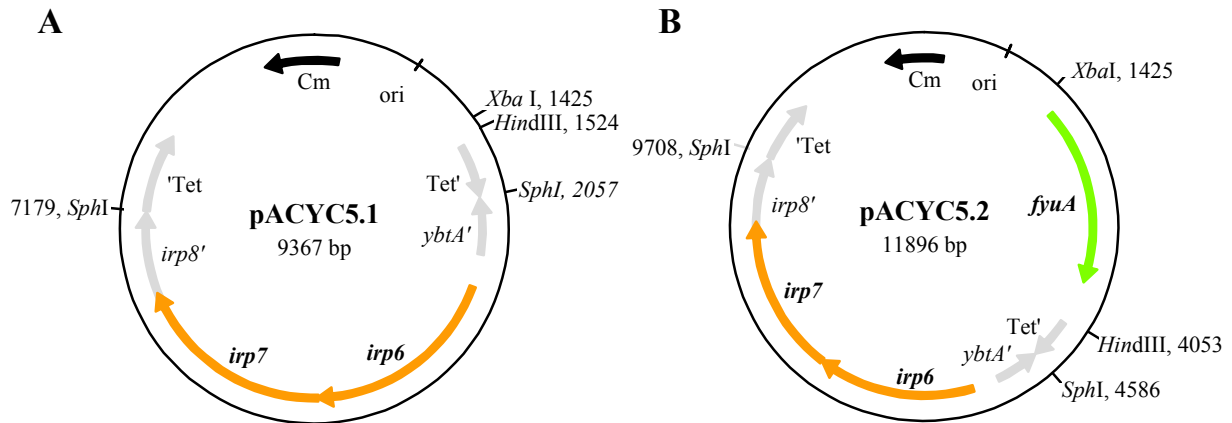 A
Cm
ori
Xba I, 1425
HindIII, 1524
Tet'
SphI, 2057
'Tet
pACYC5.1
9367 bp
7179, SphI
irp8'
ybtA'
irp7
irp6
B
Cm
ori
XbaI, 1425
9708, SphI
'Tet
irp8'
pACYC5.2
11896 bp
fyuA
irp7
Tet'
ybtA'
HindIII, 4053
irp6
SphI, 4586